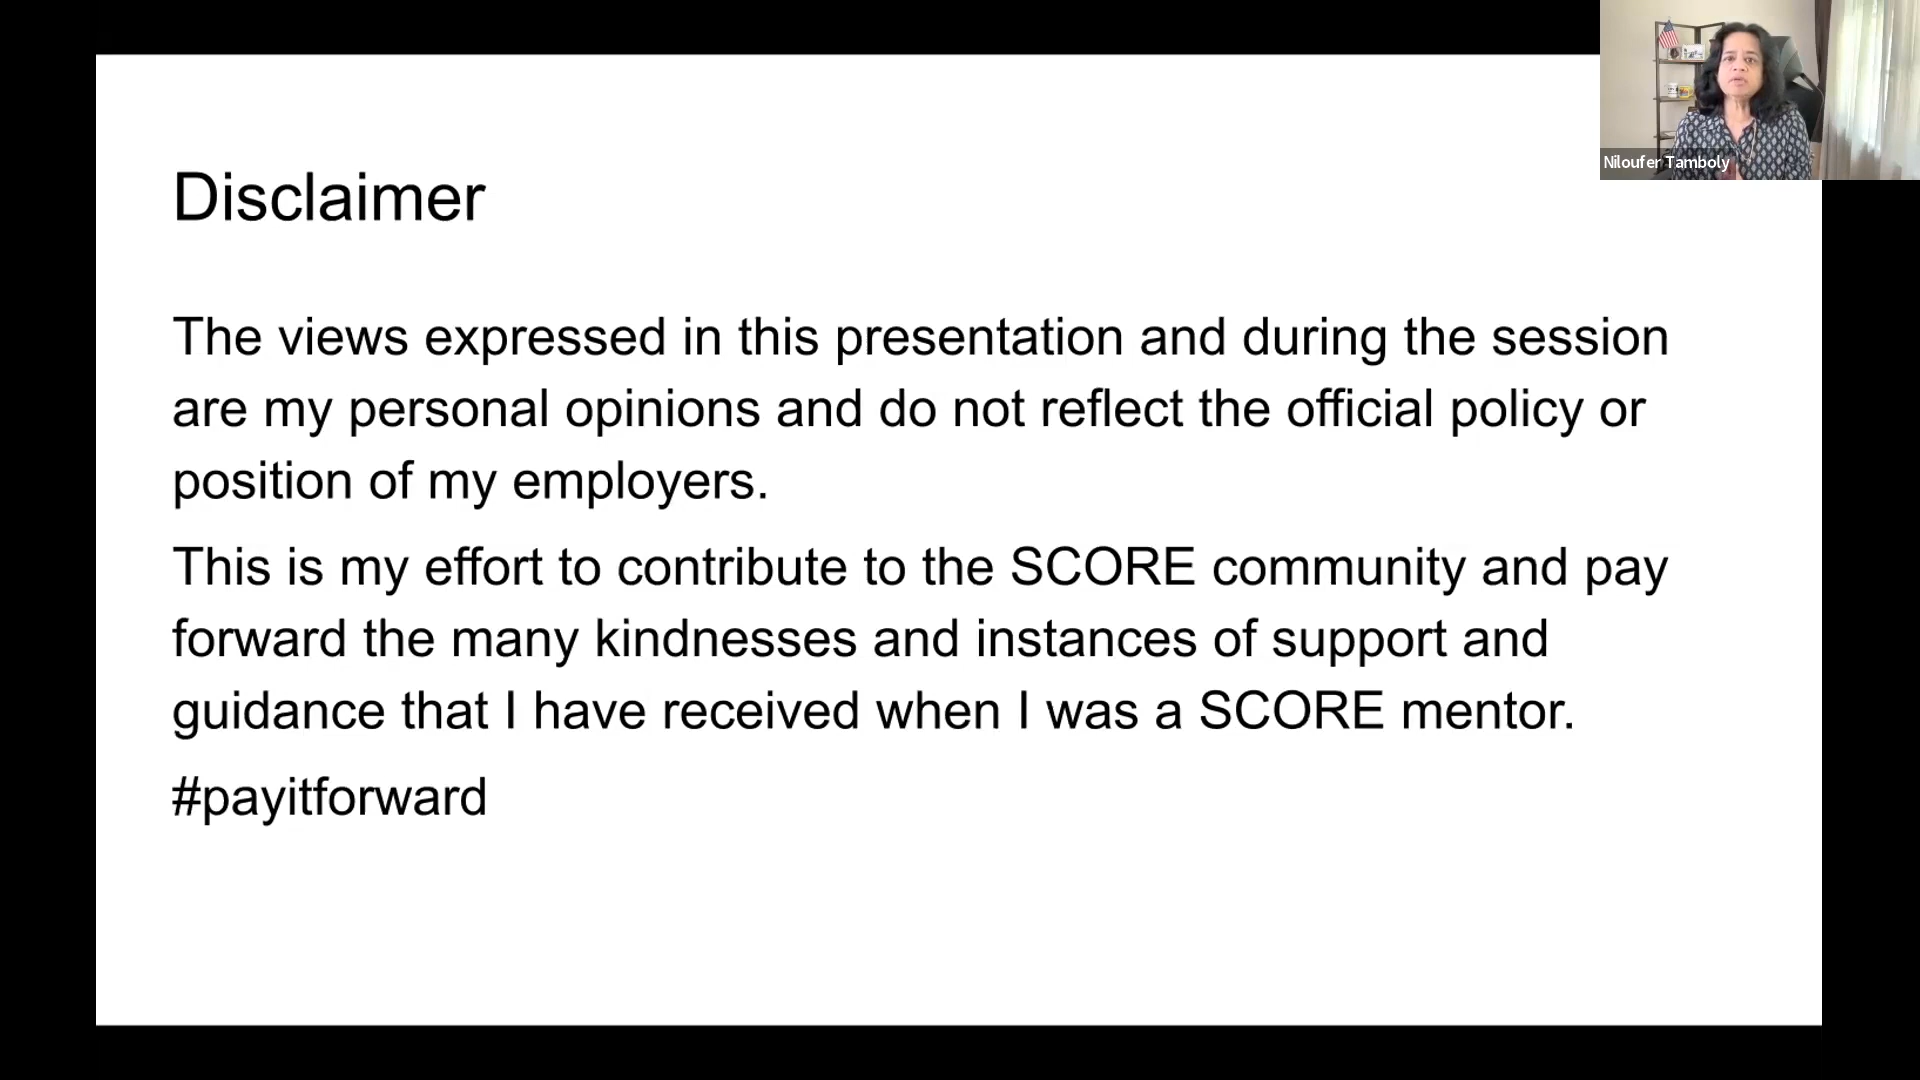 Disclaimer
The views expressed in this presentation and during the session
are my personal opinions and do not reflect the official policy or
position of my employers.
This is my effort to contribute to the SCORE community and pay
forward the many kindnesses and instances of support and
guidance that I have received when I was a SCORE mentor.
#payitforward
Niloufer Tamboly